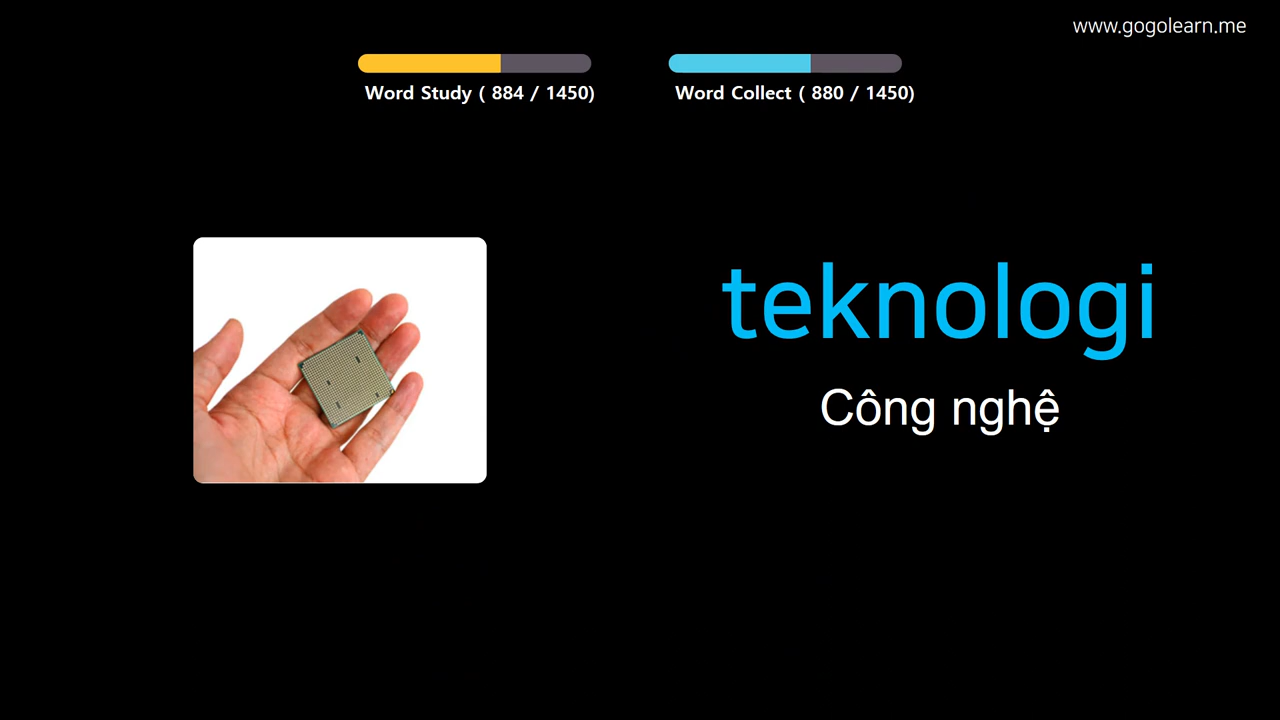 www.gogolearn.me
Word Study ( 884 / 1450)
Word Collect ( 880 / 1450)
teknologi
Công nghệ